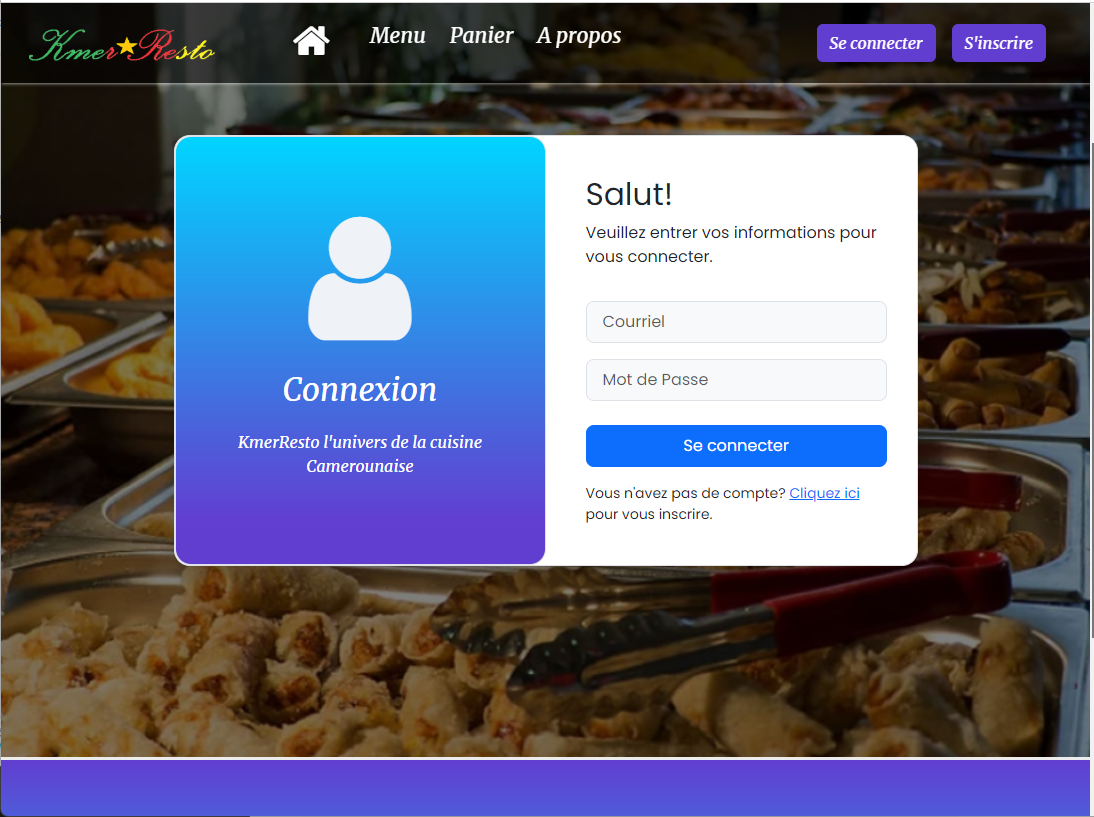 Kmer★Resto
Menu Panier A propos
Se connecter S'inscrire
Connexion
KmerResto l'univers de la cuisine
Camerounaise
Salut!
Veuillez entrer vos informations pour
vous connecter.
Courriel
Mot de Passe
Se connecter
Vous n'avez pas de compte? Cliquez ici
pour vous inscrire.